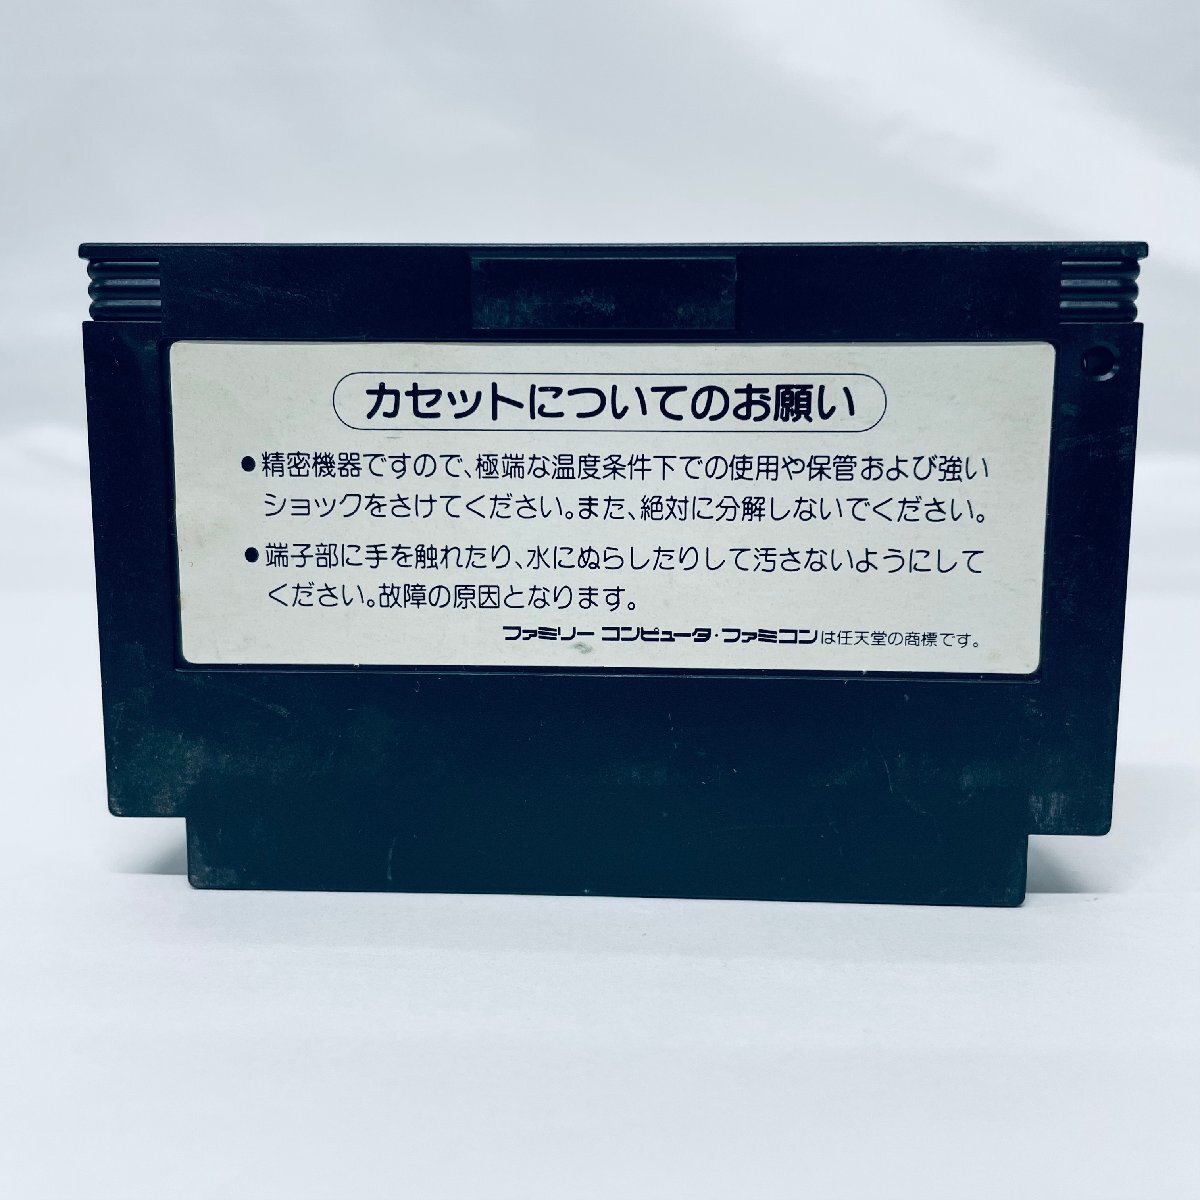 カセットについてのお願い
●精密機器ですので、極端な温度条件下での使用や保管および強い
ショックをさけてください。また、絶対に分解しないでください。
●端子部に手を触れたり、水にぬらしたりして汚さないようにして
ください。故障の原因となります。
ファミリーコンピュータ・ファミコンは任天堂の商標です。